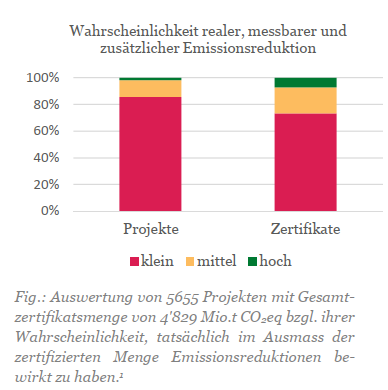 Wahrscheinlichkeit realer, messbarer und
zusätzlicher Emissionsreduktion
100%
80%
60%
40%
20%
0%
Projekte Zertifikate
klein mittel hoch
Fig.: Auswertung von 5655 Projekten mit Gesamt-
zertifikatsmenge von 4'829 Mio.t CO₂eq bzgl. ihrer
Wahrscheinlichkeit, tatsächlich im Ausmass der
zertifizierten Menge Emissionsreduktionen be-
wirkt zu haben.¹